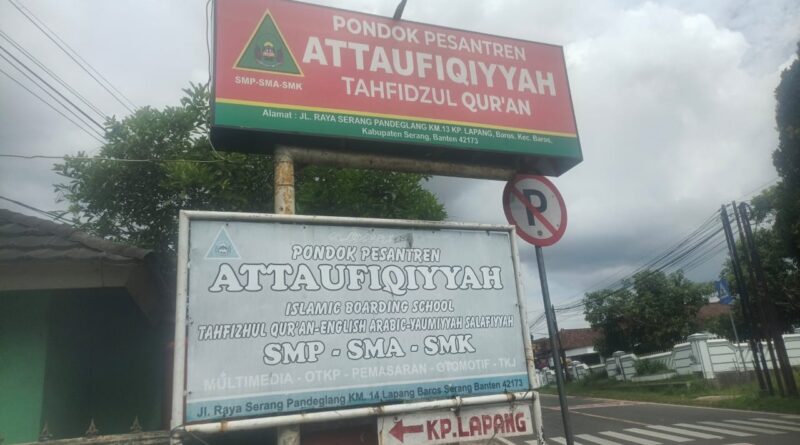 PONDOK PESANTREN
ATTAUFIQIYYAH
TAHFIDZUL QUR'AN
SMP-SMA-SMK
Alamat : JL. RAYA SERANG PANDEGLANG KM.13 KP. LAPANG, Baros, Kec. Baros,
Kabupaten Serang, Banten 42173
P
PONDOK PESANTREN
ATTAUFIQIYYAH
ISLAMIC BOARDING SCHOOL
TAHFIZHUL QUR'AN-ENGLISH ARABIC-YAUMIYYAH SALAFIYYAH
SMP - SMA - SMK
MULTIMEDIA - OTKP - PEMASARAN - OTOMOTIF - TKJ
Jl. Raya Serang Pandeglang KM. 14 Lapang Baros Serang Banten 42173
KP.LAPANG